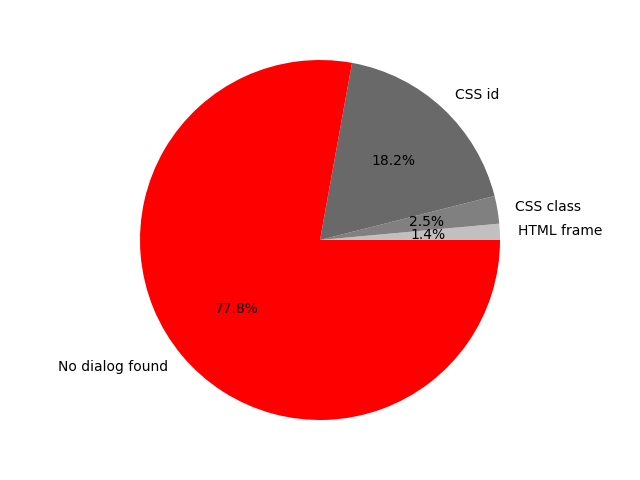 CSS id
18.2%
CSS class
2.5%
HTML frame
1.4%
77.8%
No dialog found